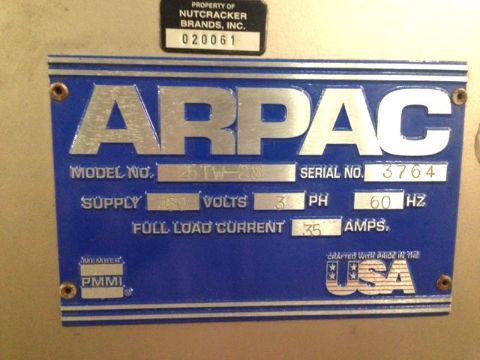 PROPERTY OF
NUTCRACKER
BRANDS, INC.
020061
ARPAC
MODEL NO. SERIAL NO. 3764
SUPPLY VOLTS 3 PH 60 HZ
FULL LOAD CURRENT 35 AMPS.
MEMBER
PMMI
CRAFTED WITH PRIDE IN THE
USA